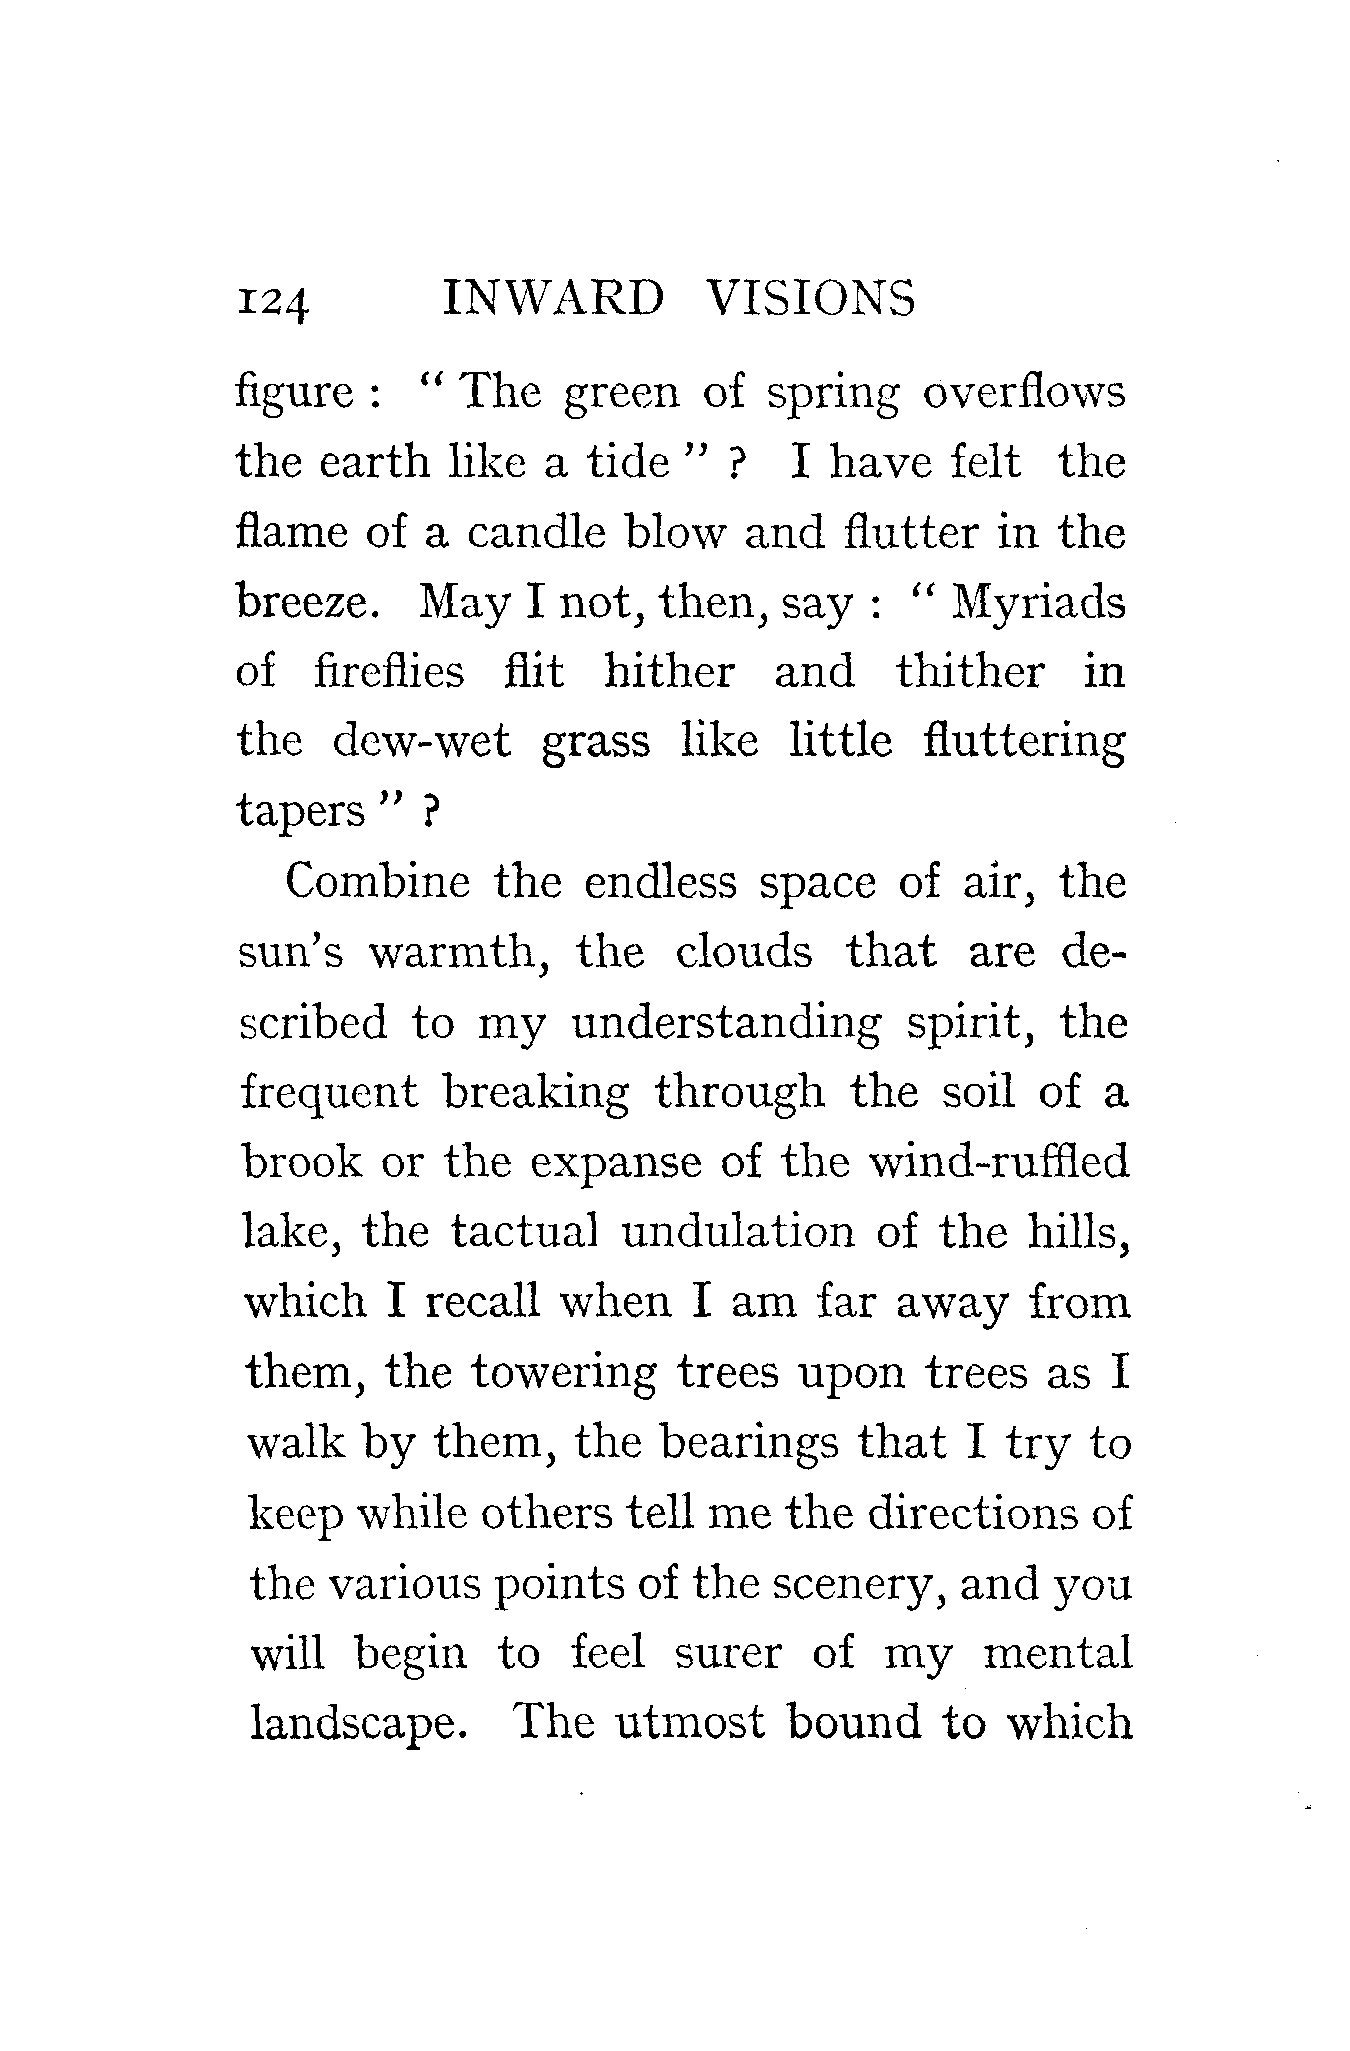 124 INWARD VISIONS
figure : “ The green of spring overflows
the earth like a tide ” ? I have felt the
flame of a candle blow and flutter in the
breeze. May I not, then, say : “ Myriads
of fireflies flit hither and thither in
the dew-wet grass like little fluttering
tapers ” ?
Combine the endless space of air, the
sun’s warmth, the clouds that are de-
scribed to my understanding spirit, the
frequent breaking through the soil of a
brook or the expanse of the wind-ruffled
lake, the tactual undulation of the hills,
which I recall when I am far away from
them, the towering trees upon trees as I
walk by them, the bearings that I try to
keep while others tell me the directions of
the various points of the scenery, and you
will begin to feel surer of my mental
landscape. The utmost bound to which